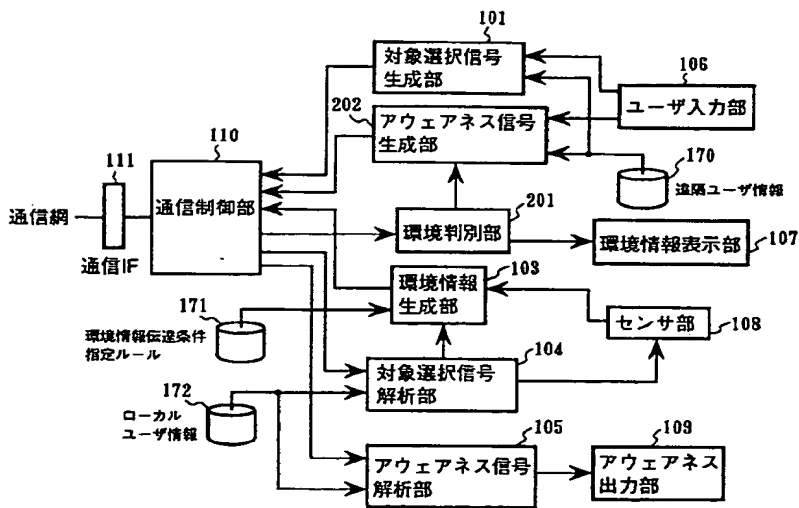 101
対象選択信号
生成部
106
ユーザ入力部
202
アウェアネス信号
生成部
110
111
通信制御部
通信網
通信IF
170
遠隔ユーザ情報
201
環境判別部
環境情報表示部
107
103
環境情報
生成部
171
環境情報伝達条件
指定ルール
センサ部
108
104
対象選択信号
解析部
172
ローカル
ユーザ情報
105
アウェアネス信号
解析部
109
アウェアネス
出力部